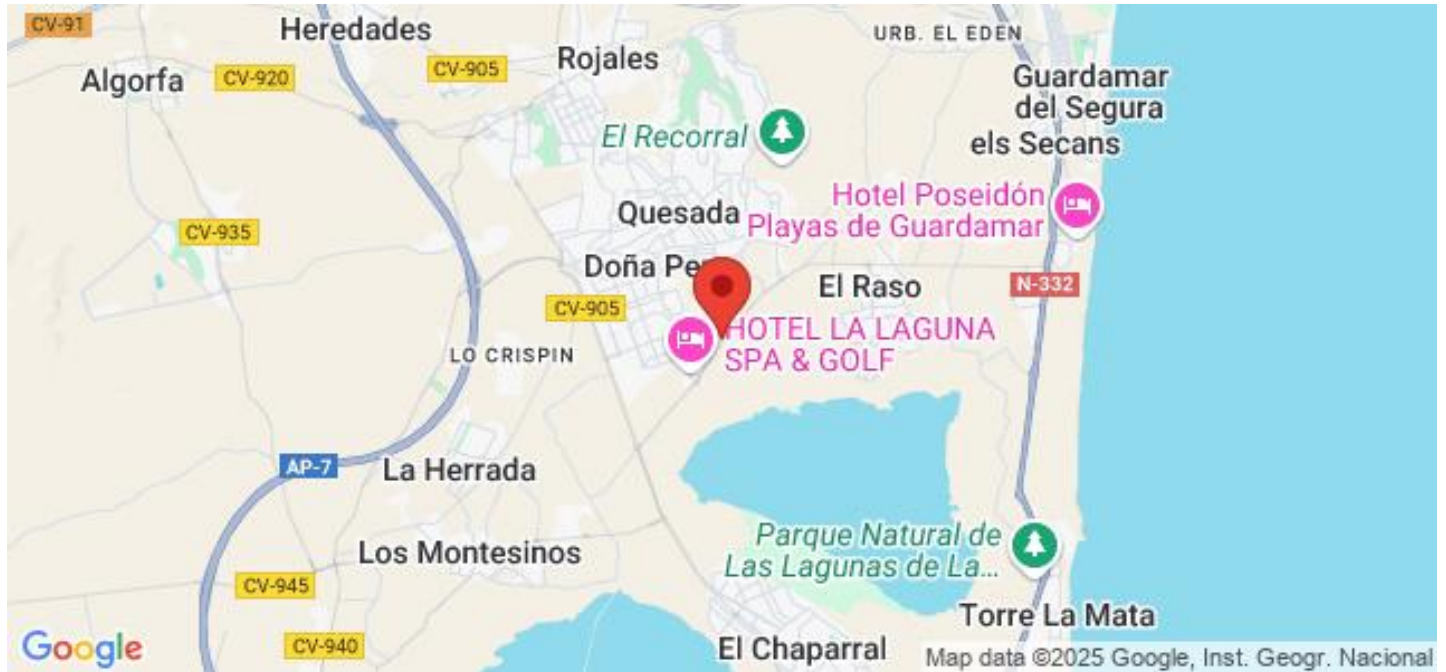 CV-91
Heredades
URB. EL EDEN
Algorfa
CV-920
CV-905
Rojales
Guardamar
del Segura
El Recorral
els Secans
Hotel Poseidón
Playas de Guardamar
Quesada
CV-935
Doña Pe
El Raso
N-332
CV-905
HOTEL LA LAGUNA
SPA & GOLF
LO CRISPIN
AP-7
La Herrada
Los Montesinos
Parque Natural de
Las Lagunas de La...
CV-945
Torre La Mata
CV-940
El Chaparral
Google
Map data ©2025 Google, Inst. Geogr. Nacional